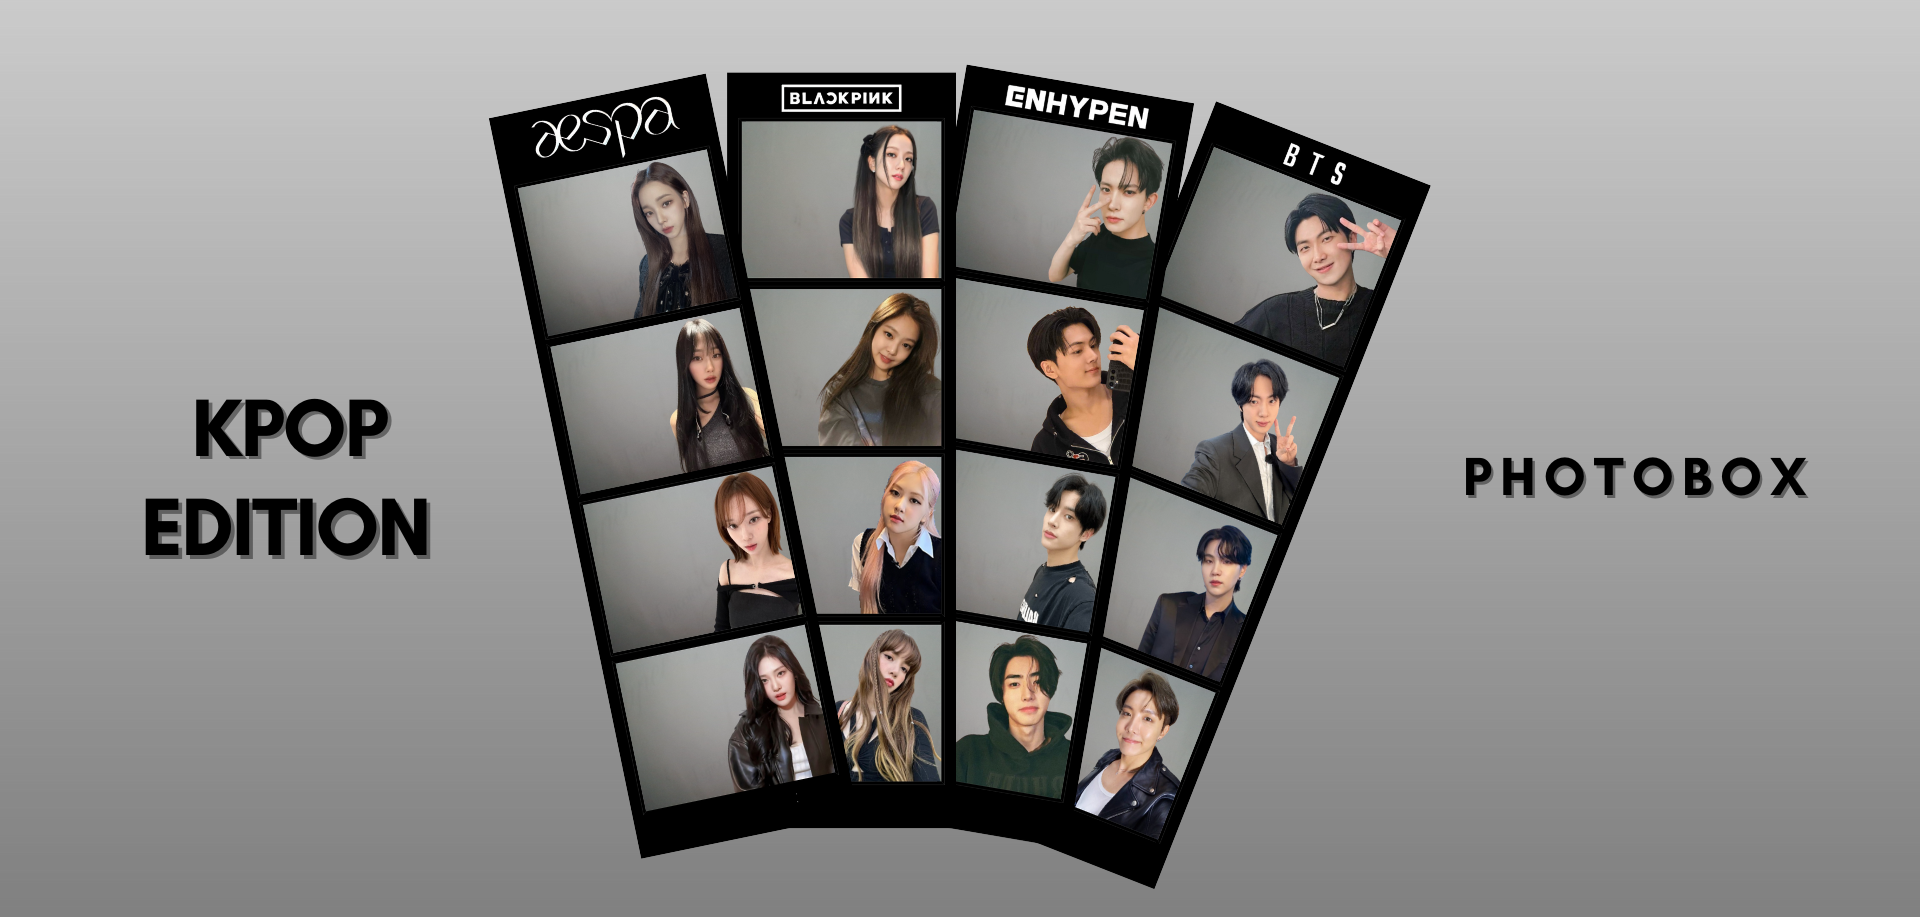 aespa
BLACKPINK
ENHYPEN
BTS
KPOP
EDITION
PHOTOBOX